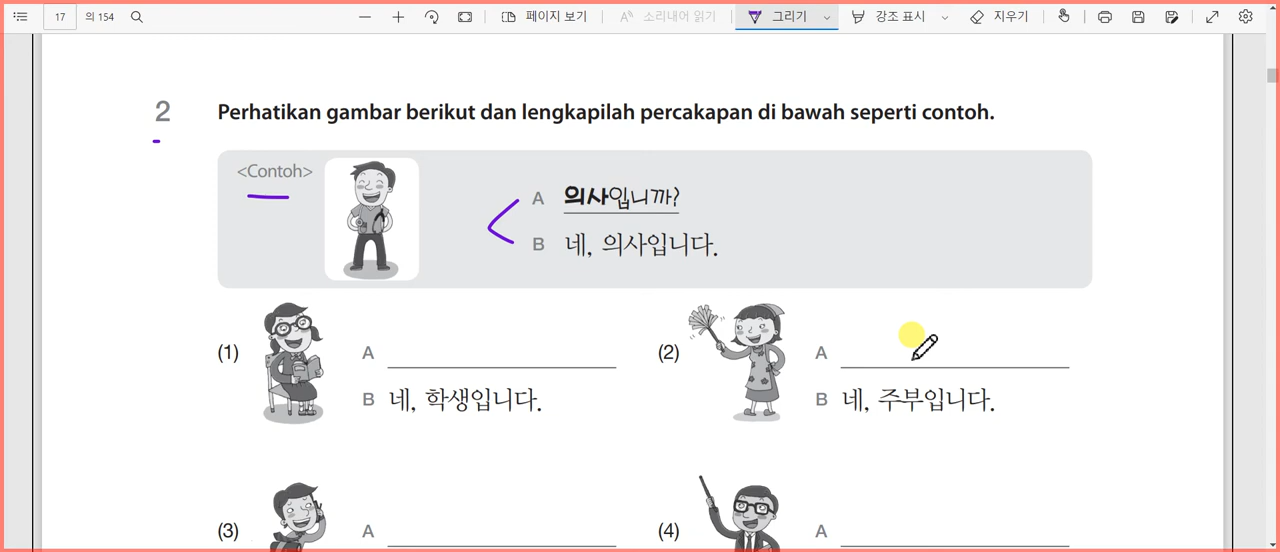 17 의 154 페이지 보기 소리내어 읽기 그리기 강조 표시 지우기
2 Perhatikan gambar berikut dan lengkapilah percakapan di bawah seperti contoh.
<Contoh>
A 의사입니까?
B 네, 의사입니다.
(1) A
B 네, 학생입니다.
(2) A
B 네, 주부입니다.
(3) A
(4) A